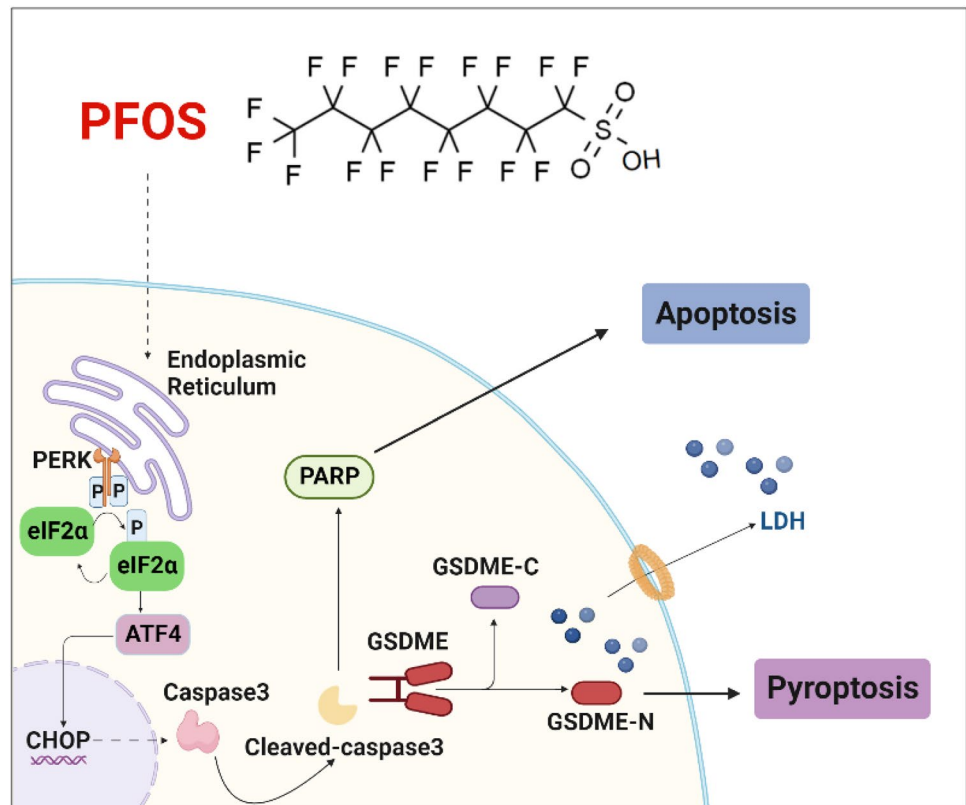 PFOS
F F F F F F F F
F
F
F
F F F F F F
O
S
O
OH
Endoplasmic
Reticulum
Apoptosis
PERK
P P
PARP
P
eIF2α
eIF2α
LDH
GSDME-C
ATF4
GSDME
Caspase3
Pyroptosis
GSDME-N
CHOP
Cleaved-caspase3